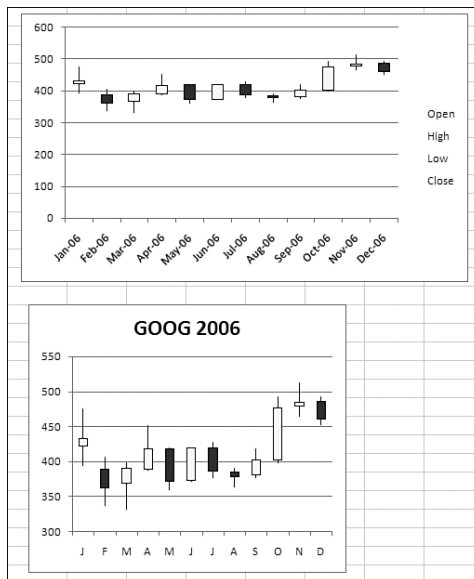 600
500
400
300
200
100
0
Open
High
Low
Close
Jan-06 Feb-06 Mar-06 Apr-06 May-06 Jun-06 Jul-06 Aug-06 Sep-06 Oct-06 Nov-06 Dec-06
GOOG 2006
550
500
450
400
350
300
J F M A M J J A S O N D